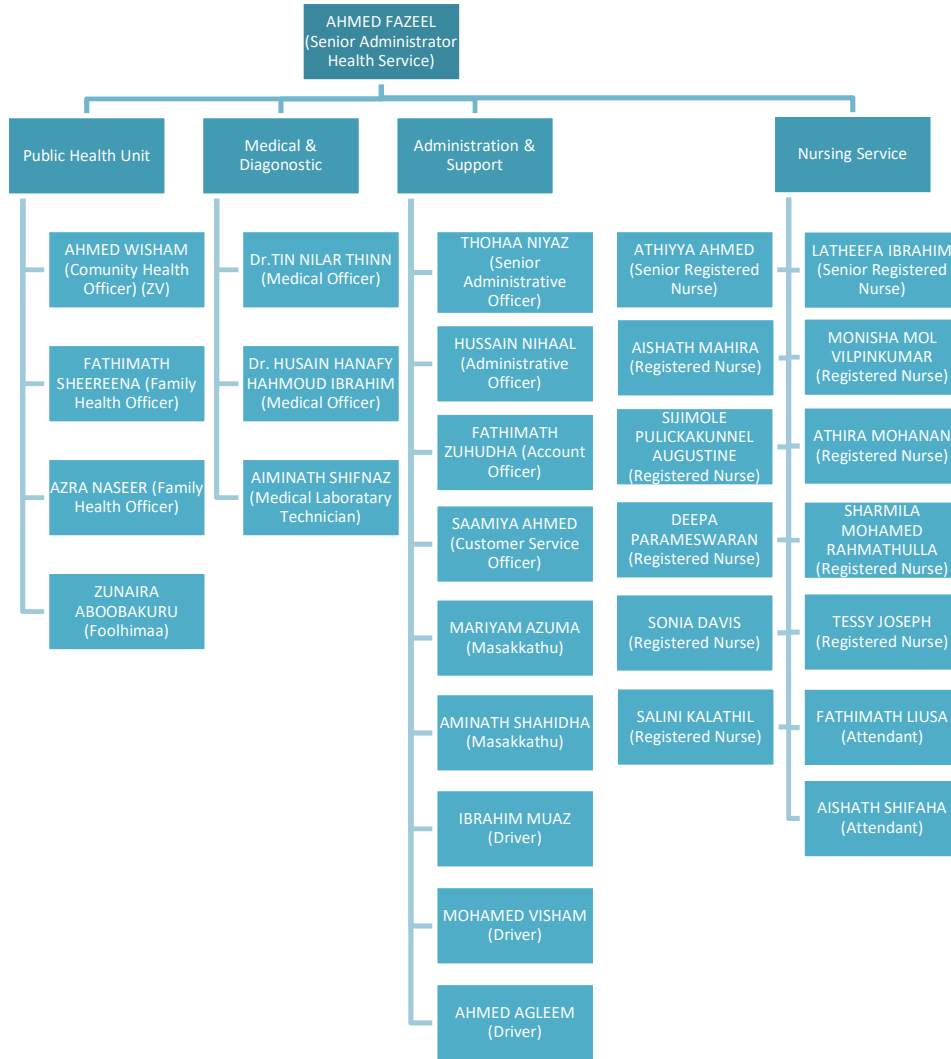 AHMED FAZEEL
(Senior Administrator
Health Service)
Public Health Unit
Medical &
Diagonostic
Administration &
Support
Nursing Service
AHMED WISHAM
(Comunity Health
Officer) (ZV)
FATHIMATH
SHEEREENA (Family
Health Officer)
AZRA NASEER (Family
Health Officer)
ZUNAIRA
ABOOBAKURU
(Foolhimaa)
Dr.TIN NILAR THINN
(Medical Officer)
Dr. HUSAIN HANAFY
HAHMOUD IBRAHIM
(Medical Officer)
AIMINATH SHIFNAZ
(Medical Laboratary
Technician)
THOHAA NIYAZ
(Senior
Administrative
Officer)
HUSSAIN NIHAAL
(Administrative
Officer)
FATHIMATH
ZUHUDHA (Account
Officer)
SAAMIYA AHMED
(Customer Service
Officer)
MARIYAM AZUMA
(Masakkathu)
AMINATH SHAHIDHA
(Masakkathu)
IBRAHIM MUAZ
(Driver)
MOHAMED VISHAM
(Driver)
AHMED AGLEEM
(Driver)
ATHIYYA AHMED
(Senior Registered
Nurse)
LATHEEFA IBRAHIM
(Senior Registered
Nurse)
AISHATH MAHIRA
(Registered Nurse)
MONISHA MOL
VILPINKUMAR
(Registered Nurse)
SIJIMOLE
PULICKAKUNNEL
AUGUSTINE
(Registered Nurse)
ATHIRA MOHANAN
(Registered Nurse)
DEEPA
PARAMESWARAN
(Registered Nurse)
SHARMILA
MOHAMED
RAHMATHULLA
(Registered Nurse)
SONIA DAVIS
(Registered Nurse)
TESSY JOSEPH
(Registered Nurse)
SALINI KALATHIL
(Registered Nurse)
FATHIMATH LIUSA
(Attendant)
AISHATH SHIFAHA
(Attendant)